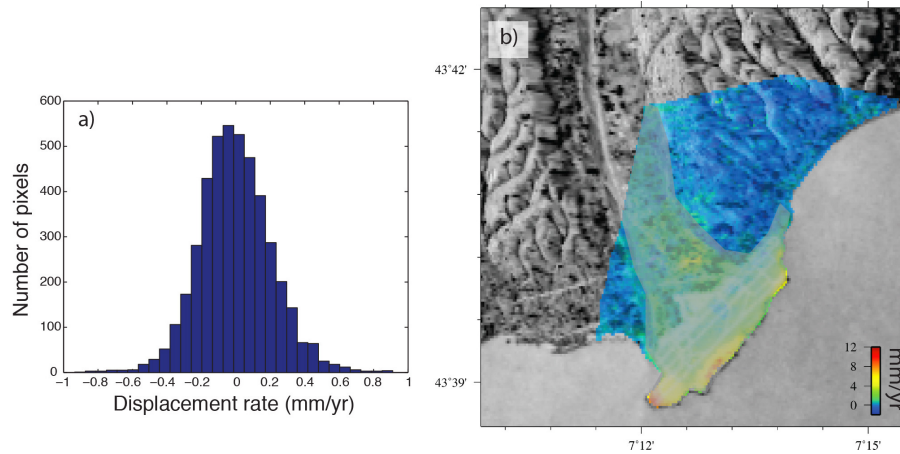 a)
600
500
400
300
200
100
0
Number of pixels
-1 -0.8 -0.6 -0.4 -0.2 0 0.2 0.4 0.6 0.8 1
Displacement rate (mm/yr)
b)
43°42'
43°39'
7°12' 7°15'
12
8
4
0
mm/yr